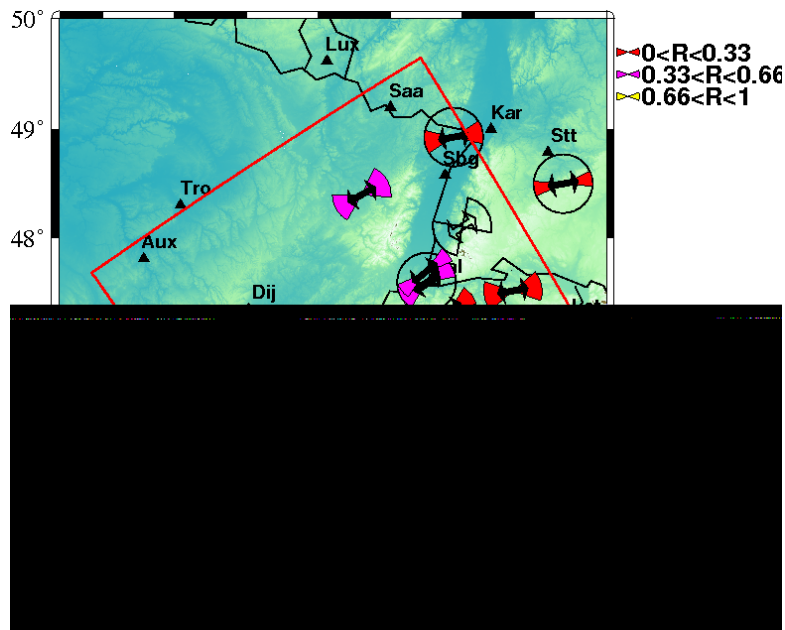 50°
Lux
0<R<0.33
0.33<R<0.66
0.66<R<1
Saa
49°
Kar
Stt
Sbg
Tro
48°
Aux
Dij